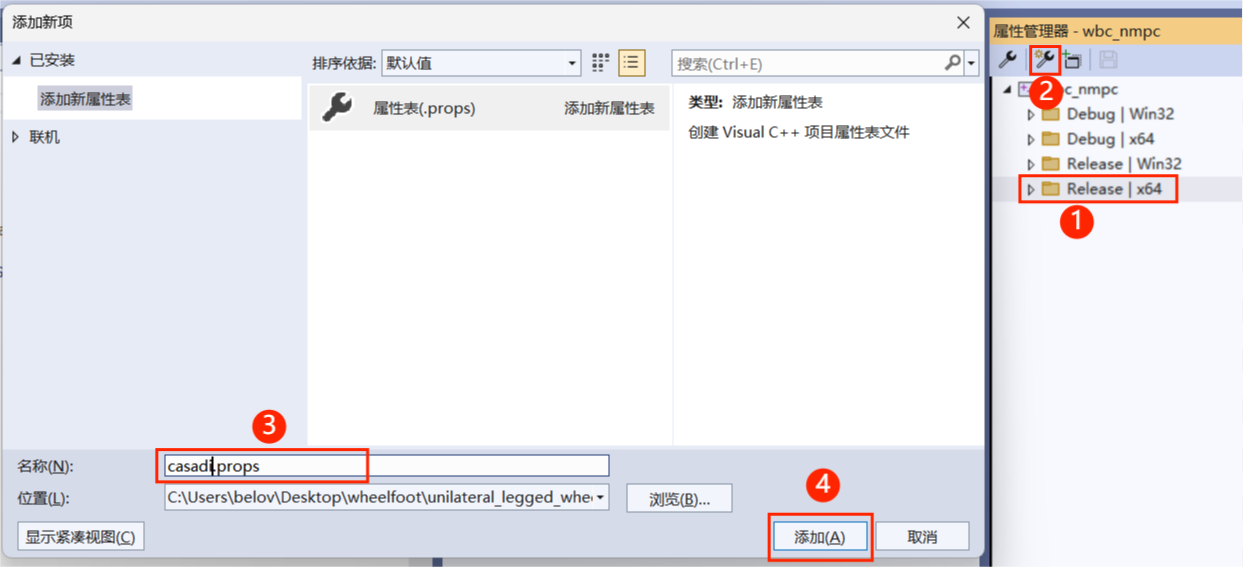 添加新项
已安装
添加新属性表
联机
排序依据: 默认值
搜索(Ctrl+E)
属性表(.props) 添加新属性表
类型: 添加新属性表
创建 Visual C++ 项目属性表文件
3
名称(N):
casadi.props
位置(L):
C:\Users\belov\Desktop\wheelfoot\unilateral_legged_whe
浏览(B)...
4
显示紧凑视图(C)
添加(A)
取消
属性管理器 - wbc_nmpc
2
bc_nmpc
Debug | Win32
Debug | x64
Release | Win32
Release | x64
1